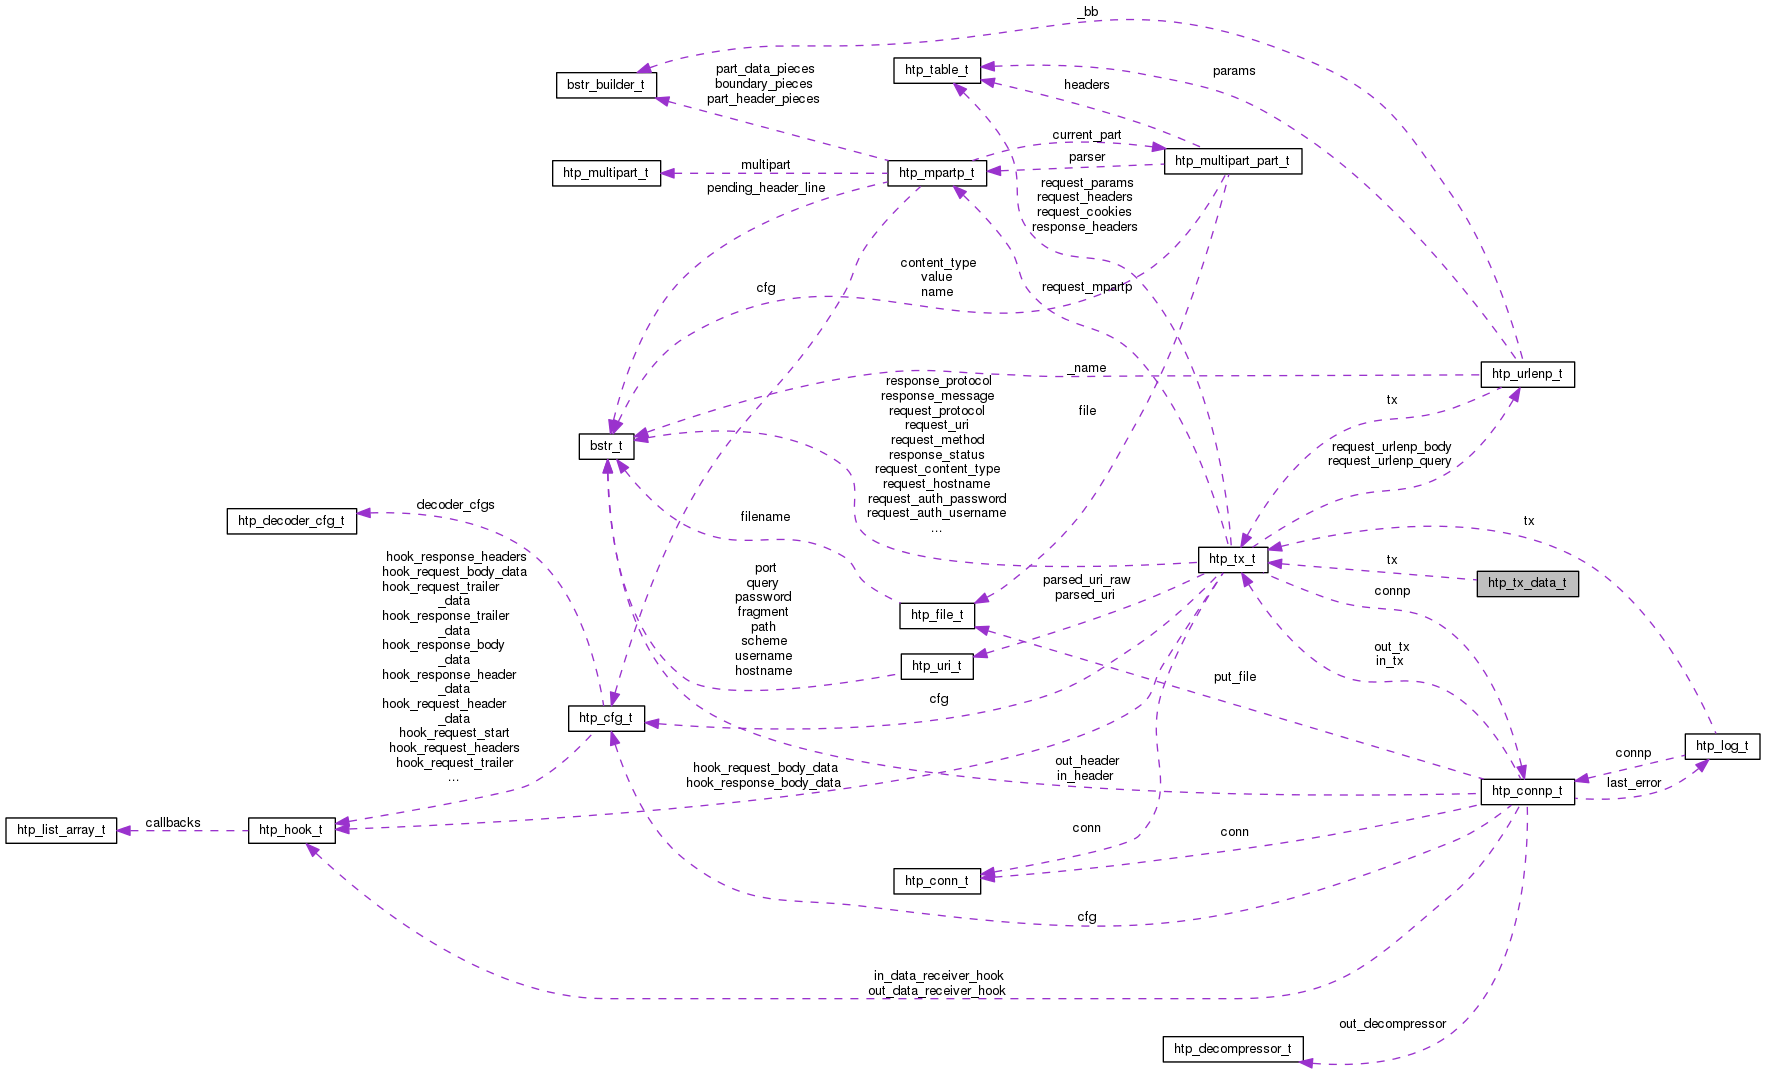 _bb
htp_table_t
params
part_data_pieces
boundary_pieces
part_header_pieces
bstr_builder_t
headers
current_part
parser
htp_multipart_part_t
multipart
htp_multipart_t
htp_mpartp_t
pending_header_line
request_params
request_headers
request_cookies
response_headers
content_type
value
name
cfg
request_mpartp
_name
htp_urlenp_t
response_protocol
response_message
request_protocol
request_uri
request_method
response_status
request_content_type
request_hostname
request_auth_password
request_auth_username
...
file
tx
bstr_t
request_urlenp_body
request_urlenp_query
decoder_cfgs
htp_decoder_cfg_t
filename
tx
hook_response_headers
hook_request_body_data
hook_request_trailer
_data
hook_response_trailer
_data
hook_response_body
_data
hook_response_header
_data
hook_request_header
_data
hook_request_start
hook_request_headers
hook_request_trailer
...
port
query
password
fragment
path
scheme
username
hostname
htp_tx_t
tx
htp_tx_data_t
parsed_uri_raw
parsed_uri
connp
htp_file_t
htp_uri_t
out_tx
in_tx
put_file
cfg
htp_cfg_t
htp_log_t
connp
hook_request_body_data
hook_response_body_data
out_header
in_header
last_error
htp_connp_t
htp_list_array_t
callbacks
htp_hook_t
conn
conn
htp_conn_t
cfg
in_data_receiver_hook
out_data_receiver_hook
out_decompressor
htp_decompressor_t